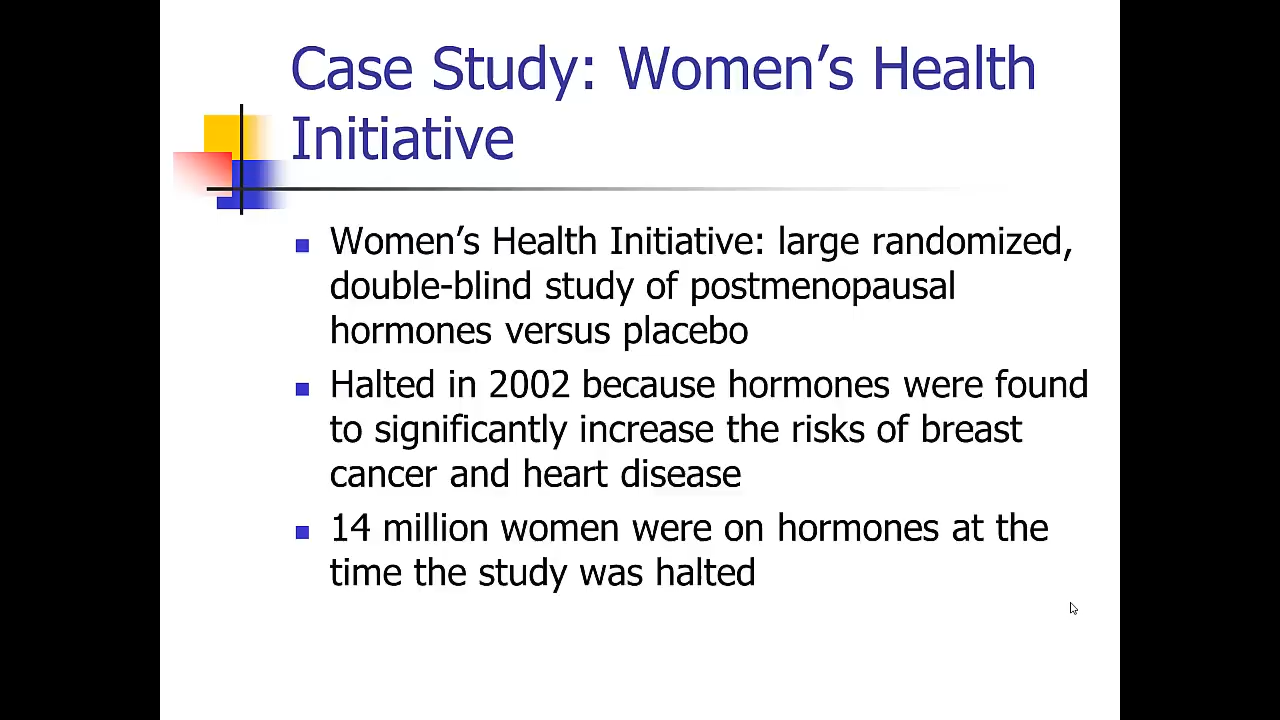 Case Study: Women’s Health
Initiative
Women’s Health Initiative: large randomized,
double-blind study of postmenopausal
hormones versus placebo
Halted in 2002 because hormones were found
to significantly increase the risks of breast
cancer and heart disease
14 million women were on hormones at the
time the study was halted